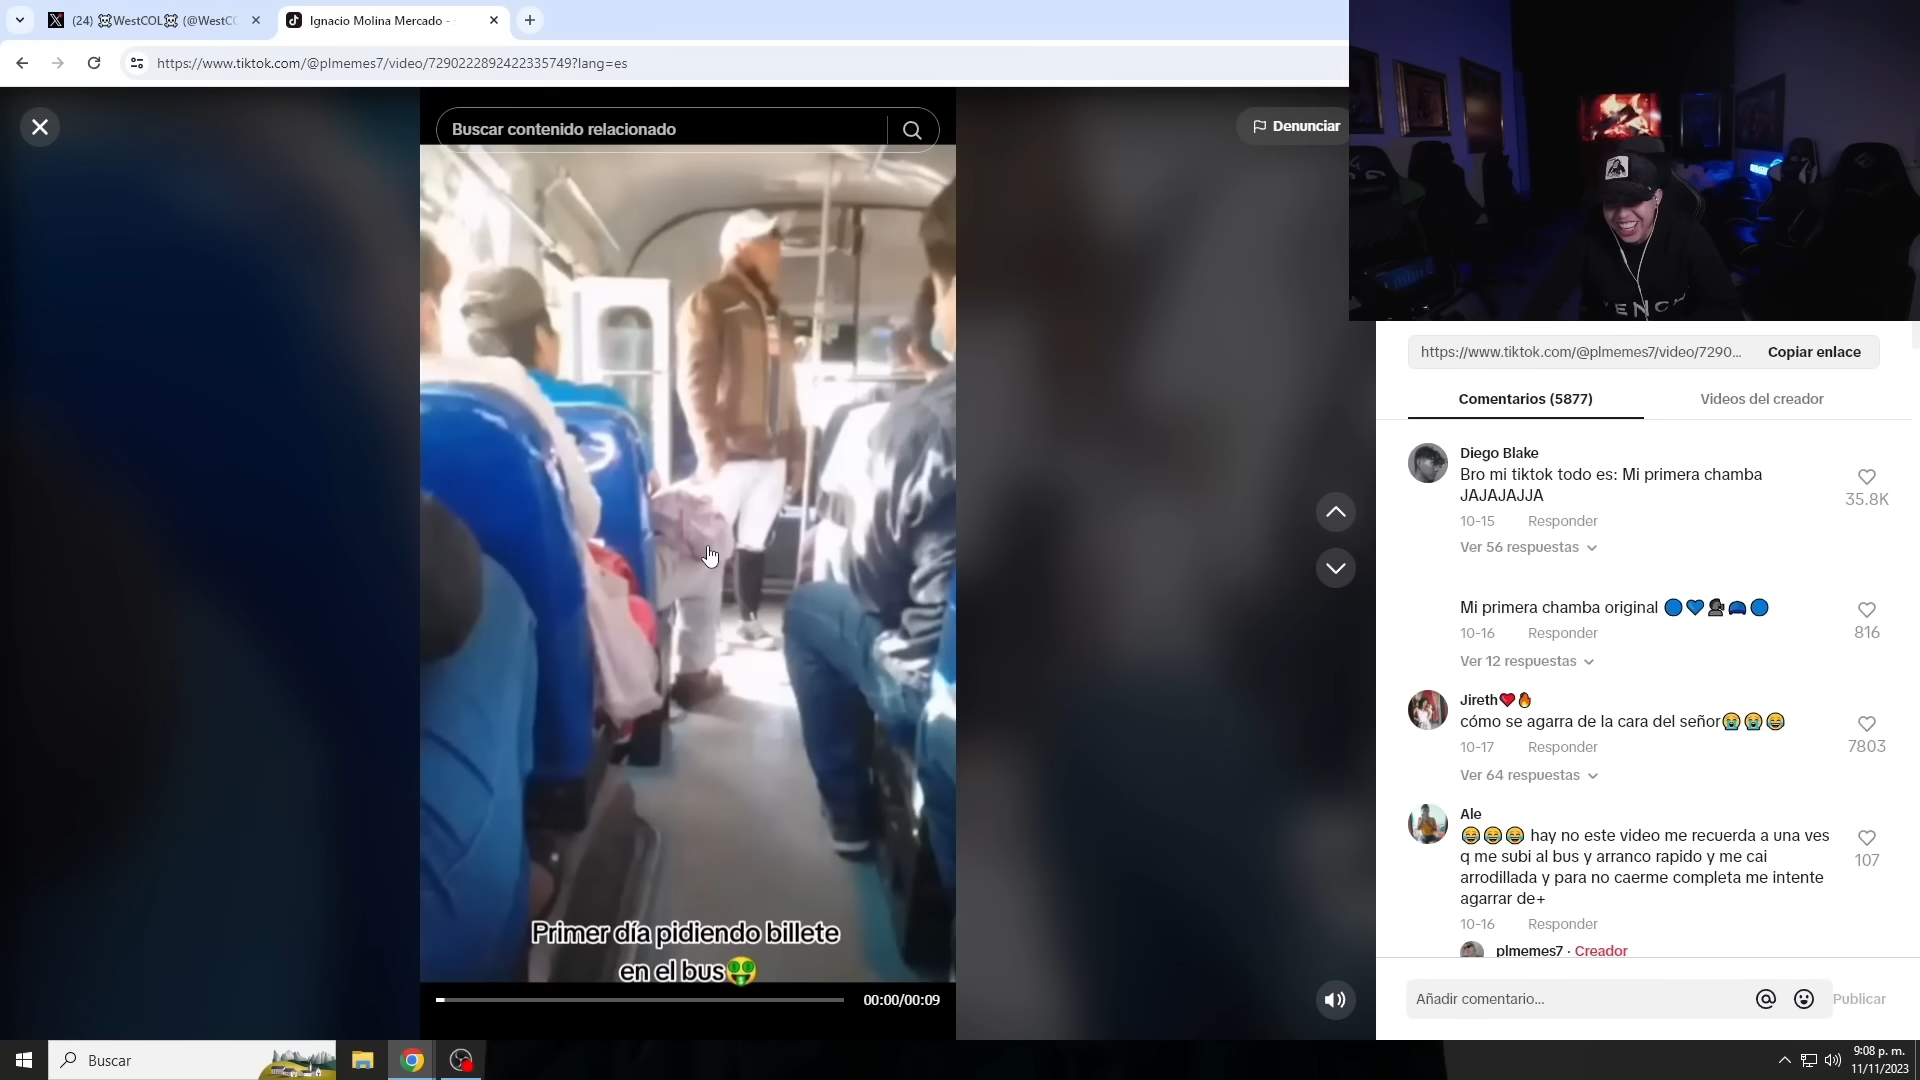 (24) ☠️WestCOL☠️ (@WestCO
Ignacio Molina Mercado -
https://www.tiktok.com/@plmemes7/video/7290222892422335749?lang=es
Buscar contenido relacionado
Denunciar
Primer día pidiendo billete
en el bus🤑
00:00/00:09
VENCH
https://www.tiktok.com/@plmemes7/video/7290...
Copiar enlace
Comentarios (5877)
Videos del creador
Diego Blake
Bro mi tiktok todo es: Mi primera chamba
JAJAJAJJA
35.8K
10-15 Responder
Ver 56 respuestas
Mi primera chamba original 🔵💙🗣🧢🔵
816
10-16 Responder
Ver 12 respuestas
Jireth❤️🔥
cómo se agarra de la cara del señor😭😭😂
7803
10-17 Responder
Ver 64 respuestas
Ale
😂😂😂 hay no este video me recuerda a una ves
q me subi al bus y arranco rapido y me cai
arrodillada y para no caerme completa me intente
agarrar de+
107
10-16 Responder
plmemes7 · Creador
Añadir comentario...
Publicar
Buscar
9:08 p. m.
11/11/2023